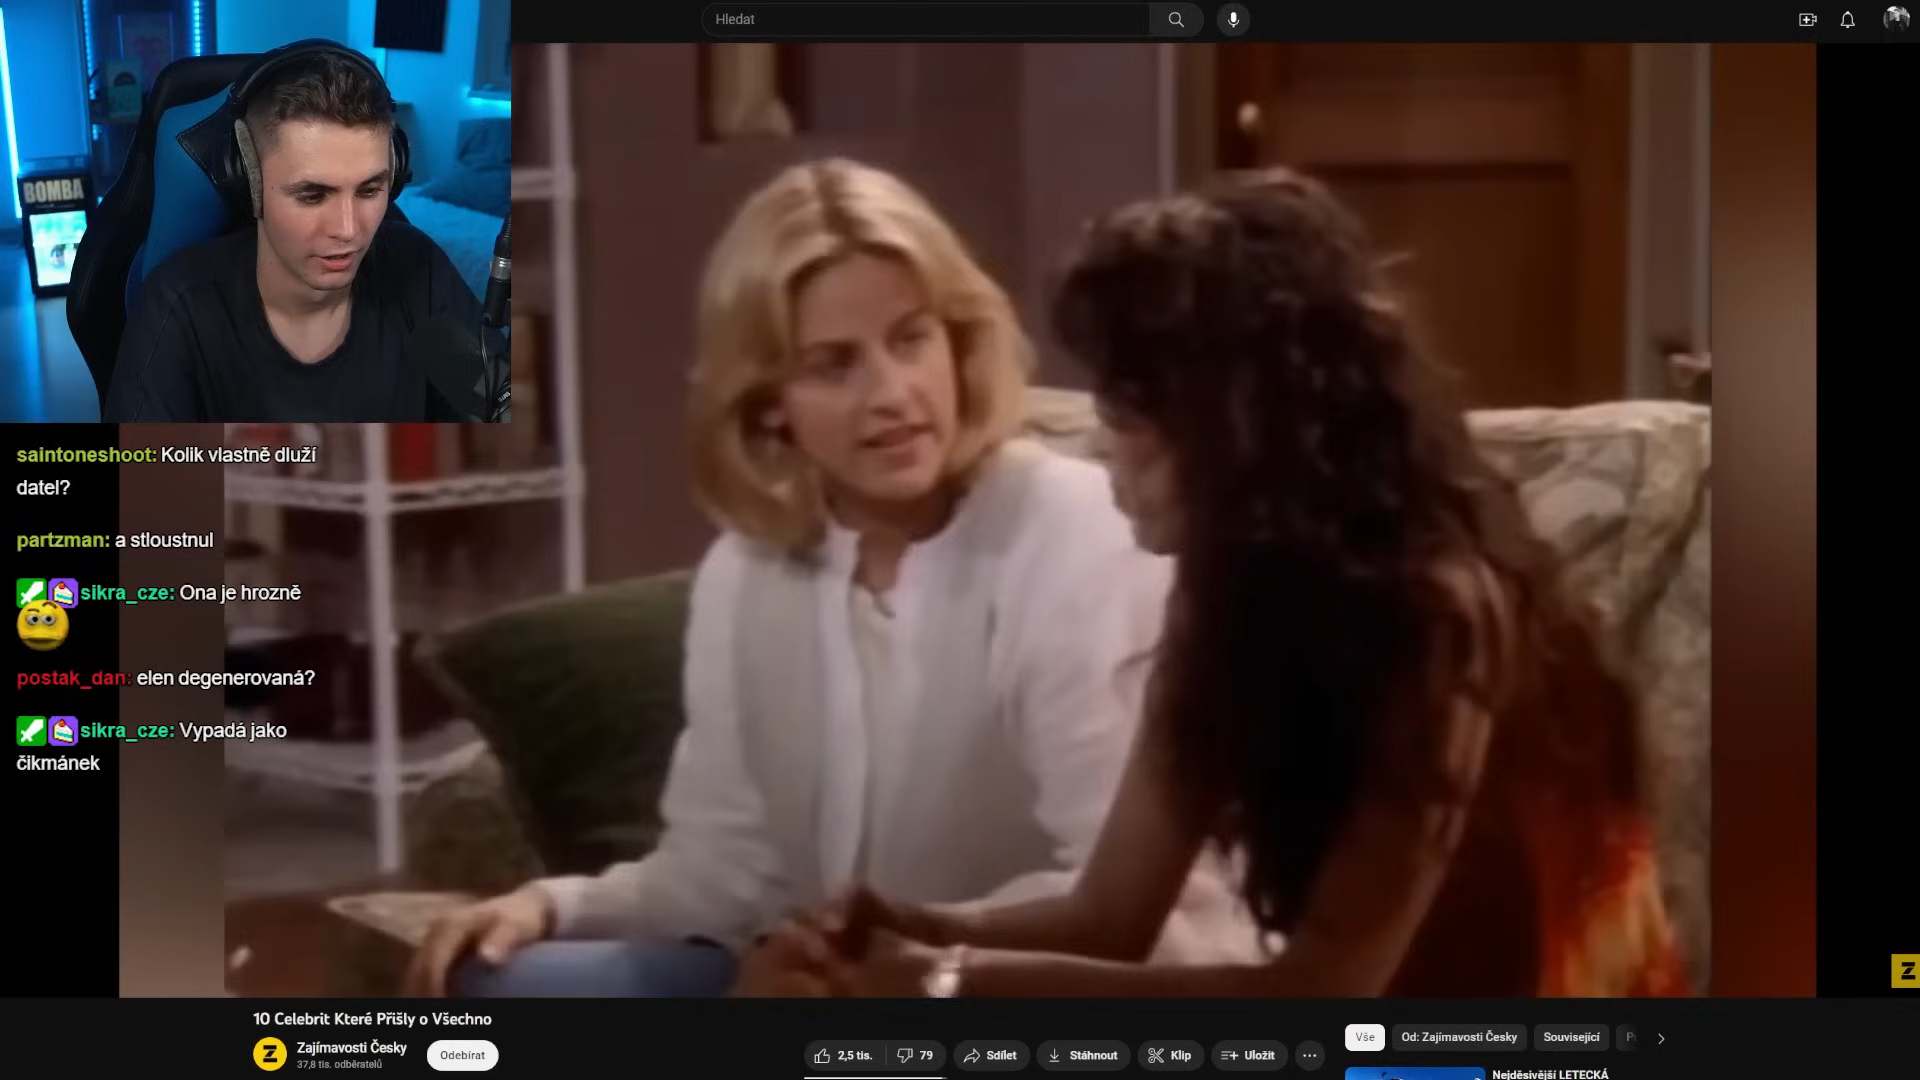 Hledat
BOMBA
saintoneshoot: Kolik vlastně dluží
datel?
partzman: a stloustnul
sikra_cze: Ona je hrozně
postak_dan: elen degenerovaná?
sikra_cze: Vypadá jako
čikmánek
Z
10 Celebrit Které Přišly o Všechno
Z
Zajímavosti Česky
37,8 tis. odběratelů
Odebírat
2,5 tis.
79
Sdílet
Stáhnout
Klip
Uložit
Vše
Od: Zajímavosti Česky
Související
Nejděsivější LETECKÁ